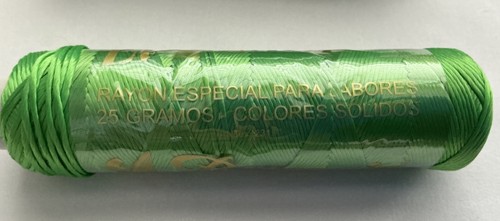 RAYON ESPECIAL PARA LABORES
25 GRAMOS - COLORES SOLIDOS